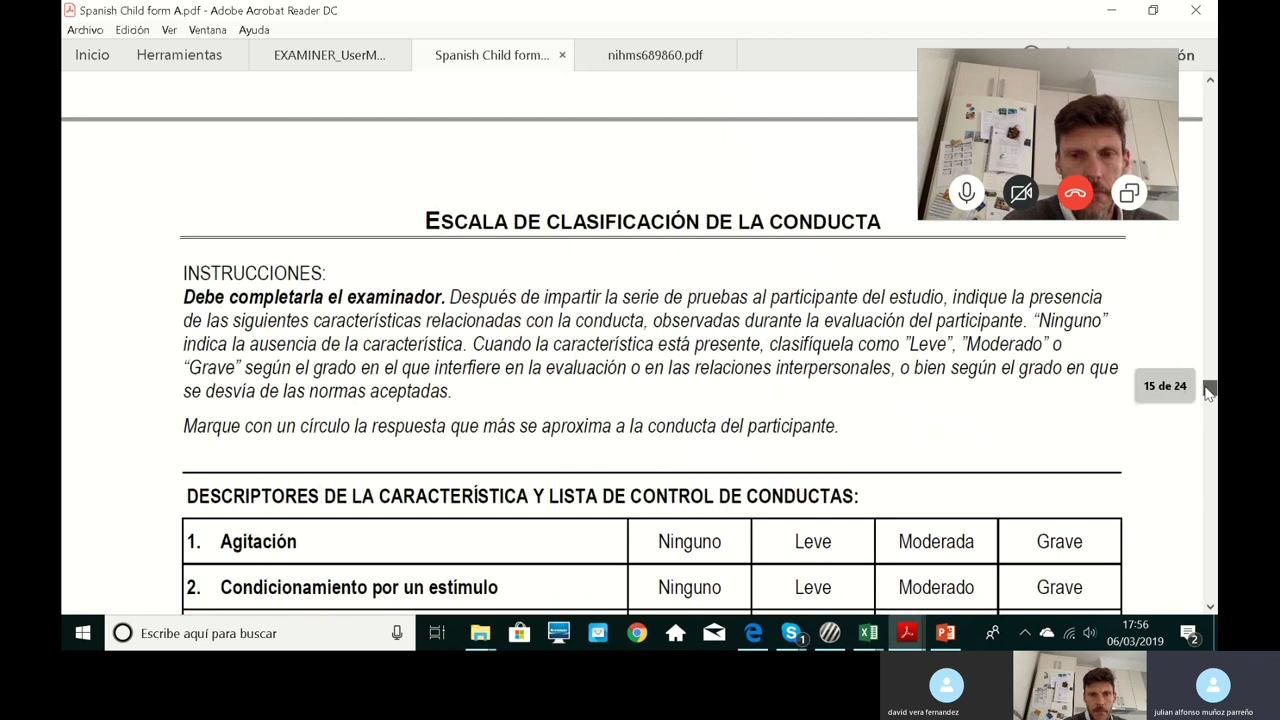 Spanish Child form A.pdf - Adobe Acrobat Reader DC
Archivo Edición Ver Ventana Ayuda
Inicio Herramientas EXAMINER_UserM... Spanish Child form... × nihms689860.pdf ón
ESCALA DE CLASIFICACIÓN DE LA CONDUCTA
INSTRUCCIONES:
Debe completarla el examinador. Después de impartir la serie de pruebas al participante del estudio, indique la presencia
de las siguientes características relacionadas con la conducta, observadas durante la evaluación del participante. “Ninguno”
indica la ausencia de la característica. Cuando la característica está presente, clasifíquela como ”Leve”, ”Moderado” o
“Grave” según el grado en el que interfiere en la evaluación o en las relaciones interpersonales, o bien según el grado en que
se desvía de las normas aceptadas.
15 de 24
Marque con un círculo la respuesta que más se aproxima a la conducta del participante.
DESCRIPTORES DE LA CARACTERÍSTICA Y LISTA DE CONTROL DE CONDUCTAS:
1. Agitación Ninguno Leve Moderada Grave
2. Condicionamiento por un estímulo Ninguno Leve Moderado Grave
Escribe aquí para buscar
1
17:56
06/03/2019
2
david vera fernandez
julian alfonso muñoz parreño